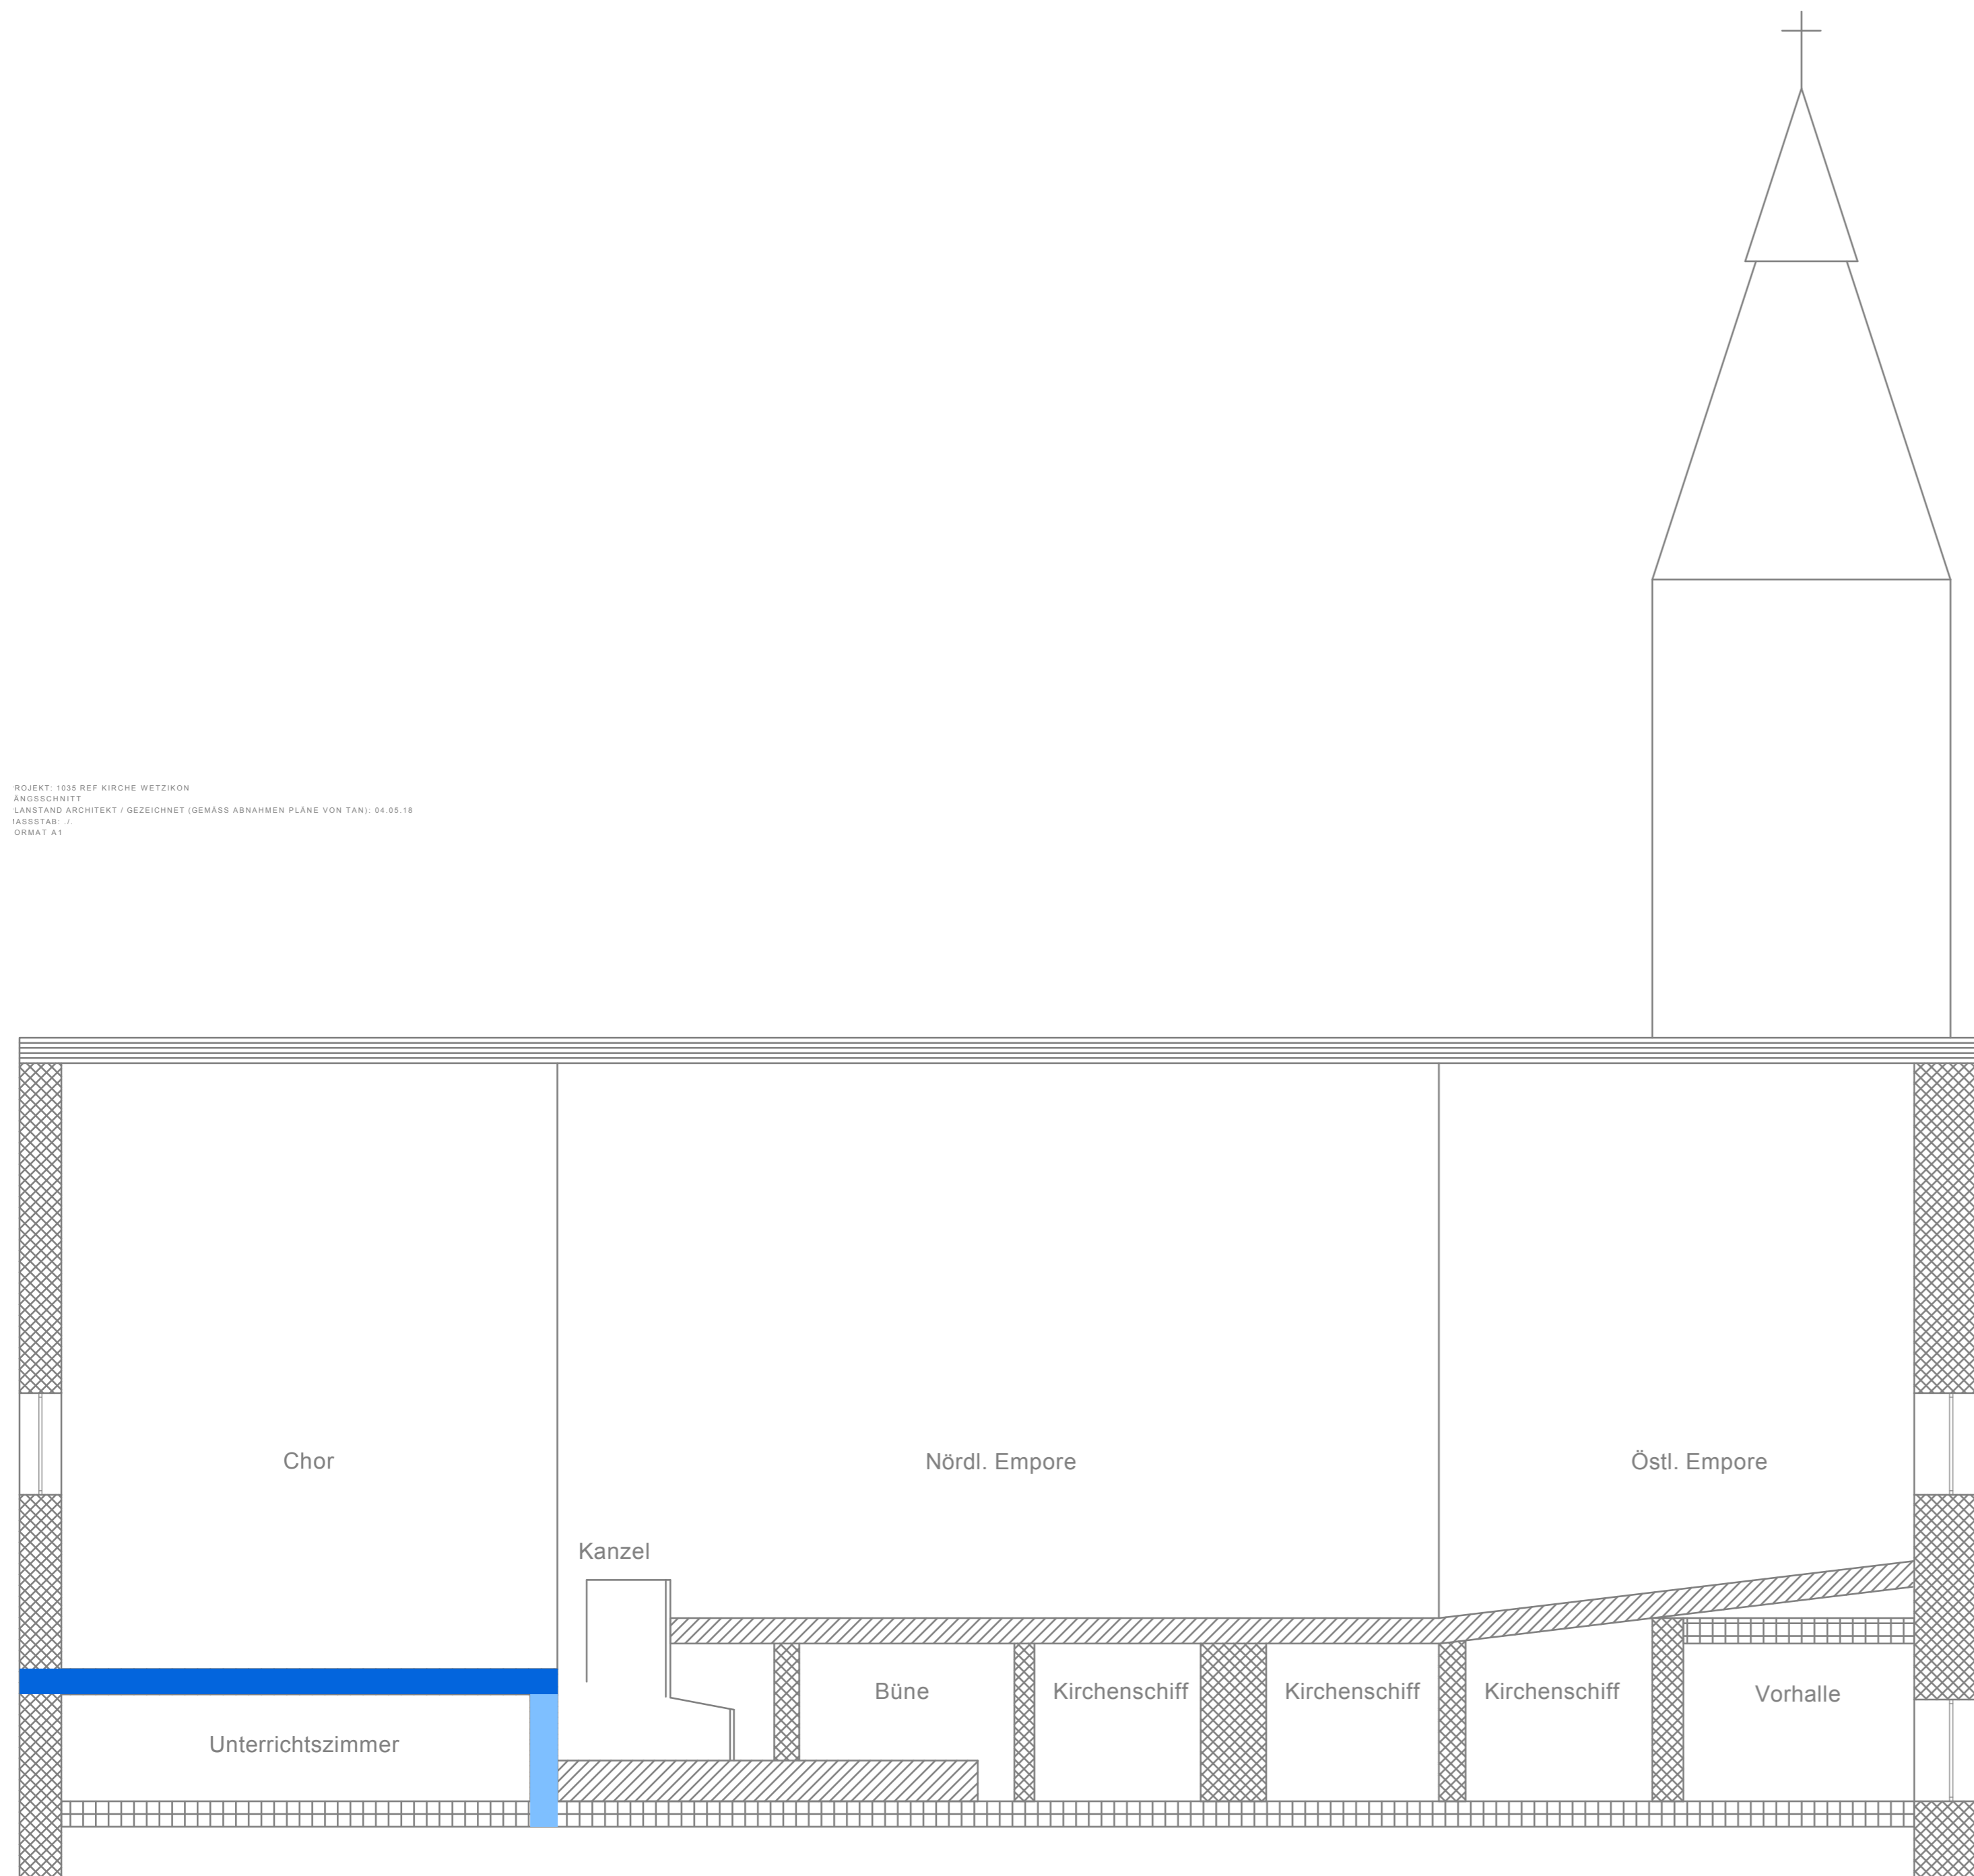 ROJEKT: 1035 REF KIRCHE WETZIKON
ÄNGSSCHNITT
LANSTAND ARCHITEKT / GEZEICHNET (GEMÄSS ABNAHMEN PLÄNE VON TAN): 04.05.18
ASSSTAB: ./.
ORMAT A1
Chor
Nördl. Empore
Östl. Empore
Kanzel
Büne
Kirchenschiff
Kirchenschiff
Kirchenschiff
Vorhalle
Unterrichtszimmer